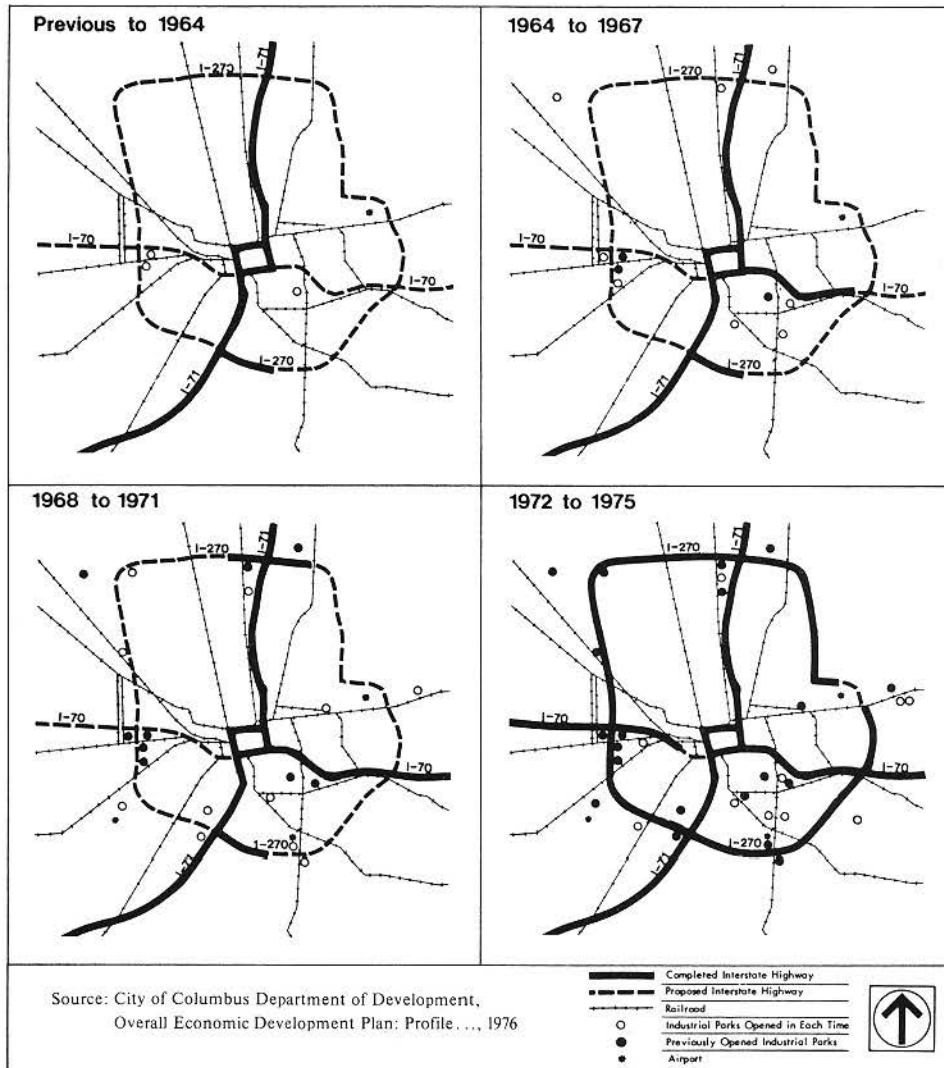 Previous to 1964
I-270
I-71
I-70
I-70
I-270
I-71
1964 to 1967
I-270
I-71
I-70
I-70
I-270
I-71
1968 to 1971
I-270
I-71
I-70
I-70
I-270
I-71
1972 to 1975
I-270
I-71
I-70
I-70
I-270
I-71
Source: City of Columbus Department of Development,
Overall Economic Development Plan: Profile..., 1976
Completed Interstate Highway
Proposed Interstate Highway
Railroad
Industrial Parks Opened in Each Time
Previously Opened Industrial Parks
Airport